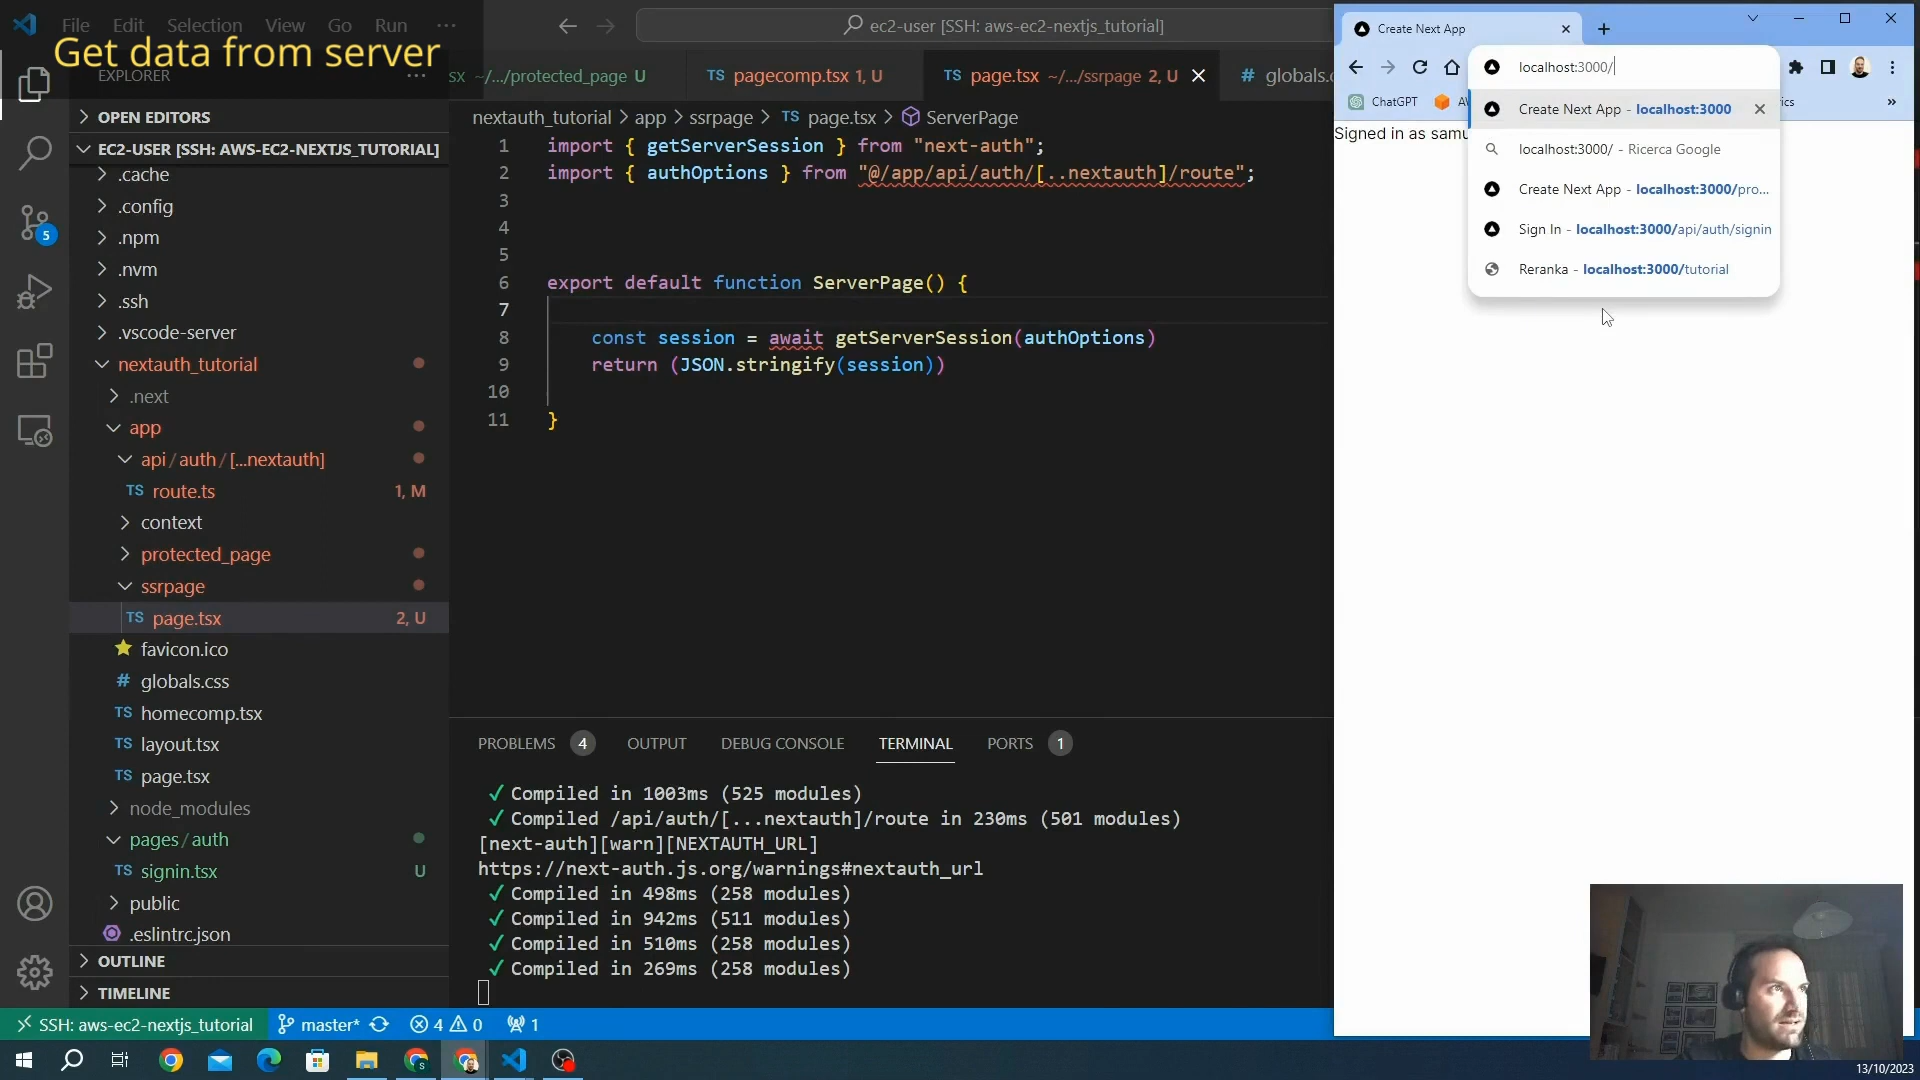 File Edit Selection View Go Run ···
ec2-user [SSH: aws-ec2-nextjs_tutorial]
Get data from server
EXPLORER ···
sx ~/.../protected_page U
TS pagecomp.tsx 1, U
TS page.tsx ~/.../ssrpage 2, U
# globals.c
OPEN EDITORS
EC2-USER [SSH: AWS-EC2-NEXTJS_TUTORIAL]
.cache
.config
.npm
.nvm
.ssh
.vscode-server
nextauth_tutorial
.next
app
api / auth / [...nextauth]
TS route.ts 1, M
context
protected_page
ssrpage
TS page.tsx 2, U
favicon.ico
# globals.css
TS homecomp.tsx
TS layout.tsx
TS page.tsx
node_modules
pages / auth
TS signin.tsx U
public
.eslintrc.json
OUTLINE
TIMELINE
5
nextauth_tutorial > app > ssrpage > TS page.tsx > ServerPage
1 import { getServerSession } from "next-auth";
2 import { authOptions } from "@/app/api/auth/[..nextauth]/route";
3
4
5
6 export default function ServerPage() {
7
8 const session = await getServerSession(authOptions)
9 return (JSON.stringify(session))
10
11 }
PROBLEMS 4 OUTPUT DEBUG CONSOLE TERMINAL PORTS 1
✓ Compiled in 1003ms (525 modules)
✓ Compiled /api/auth/[...nextauth]/route in 230ms (501 modules)
[next-auth][warn][NEXTAUTH_URL]
https://next-auth.js.org/warnings#nextauth_url
✓ Compiled in 498ms (258 modules)
✓ Compiled in 942ms (511 modules)
✓ Compiled in 510ms (258 modules)
✓ Compiled in 269ms (258 modules)
SSH: aws-ec2-nextjs_tutorial master* 4 0 1
Create Next App
localhost:3000/
ChatGPT
ics »
Signed in as samu
Create Next App - localhost:3000
localhost:3000/ - Ricerca Google
Create Next App - localhost:3000/pro...
Sign In - localhost:3000/api/auth/signin
Reranka - localhost:3000/tutorial
13/10/2023